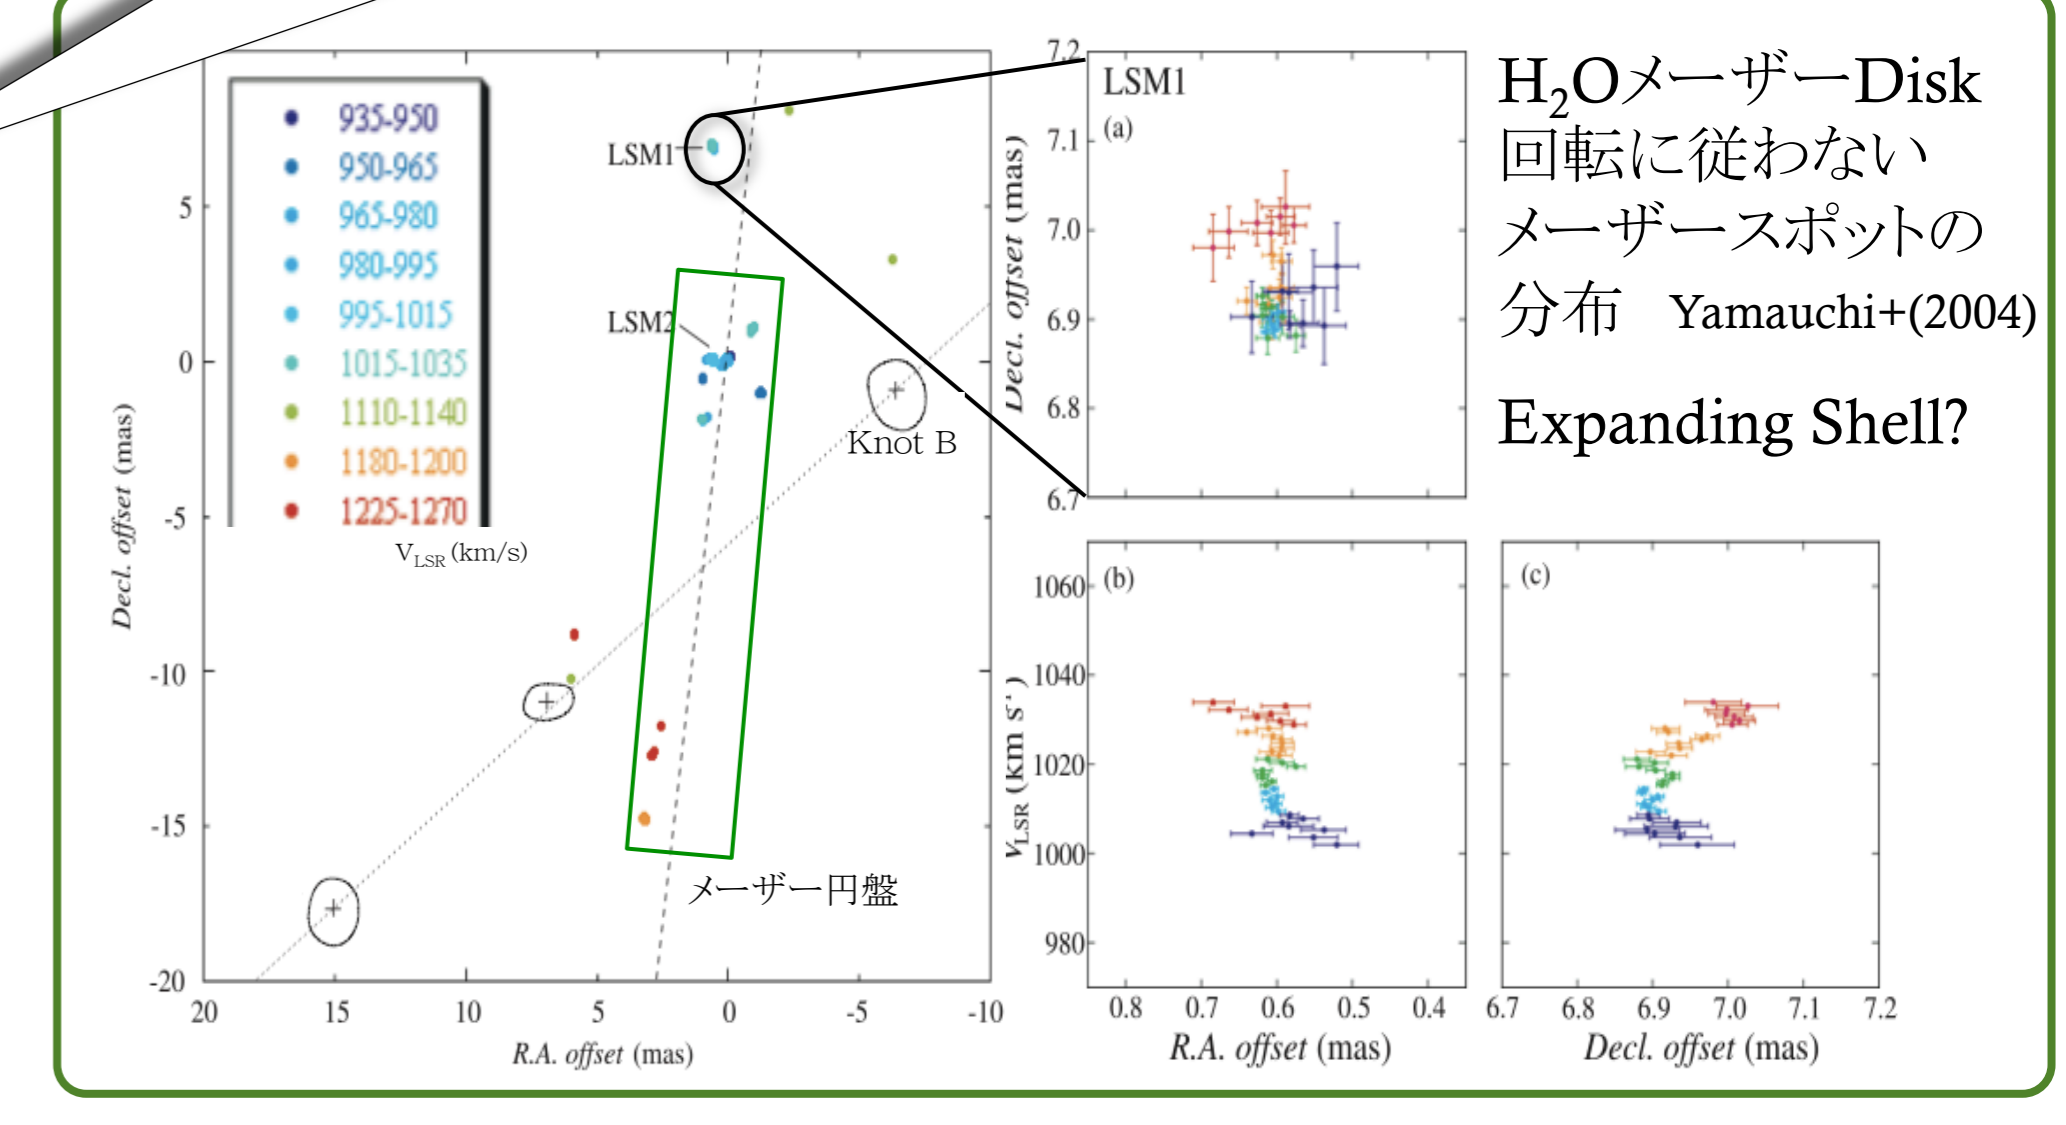 935-950
950-965
965-980
980-995
995-1015
1015-1035
1110-1140
1180-1200
1225-1270
V_LSR (km/s)
LSM1
LSM2
Knot B
メーザー円盤
5
0
-5
-10
-15
-20
Decl. offset (mas)
20 15 10 5 0 -5 -10
R.A. offset (mas)
LSM1
(a)
7.2
7.1
7.0
6.9
6.8
6.7
Decl. offset (mas)
H₂OメーザーDisk
回転に従わない
メーザースポットの
分布 Yamauchi+(2004)
Expanding Shell?
(b)
1060
1040
1020
1000
980
V_LSR (km s⁻¹)
0.8 0.7 0.6 0.5 0.4
R.A. offset (mas)
(c)
6.7 6.8 6.9 7.0 7.1 7.2
Decl. offset (mas)